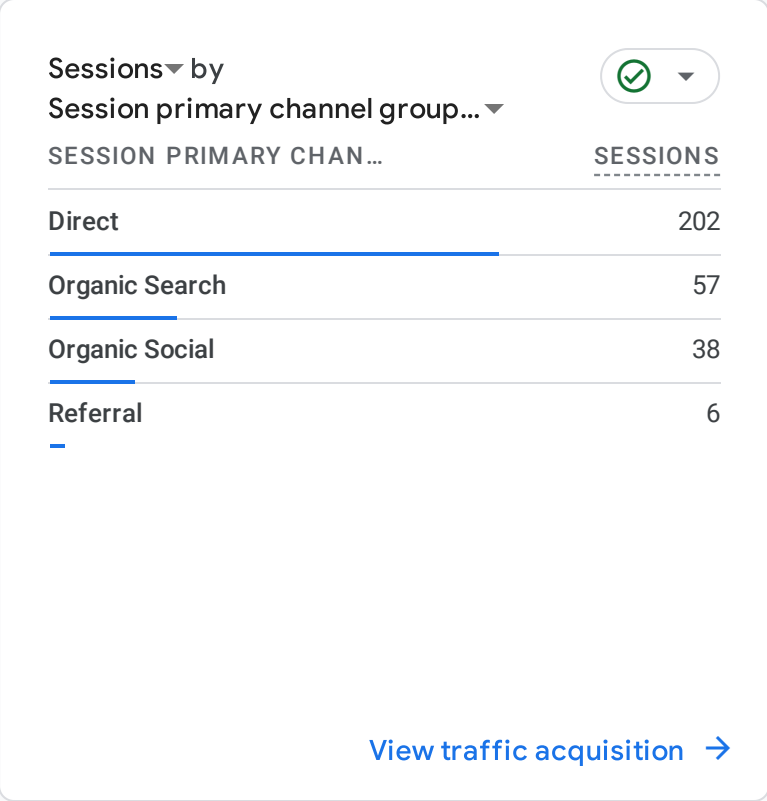 Sessions by
Session primary channel group...
SESSION PRIMARY CHAN...
SESSIONS
Direct 202
Organic Search 57
Organic Social 38
Referral 6
View traffic acquisition